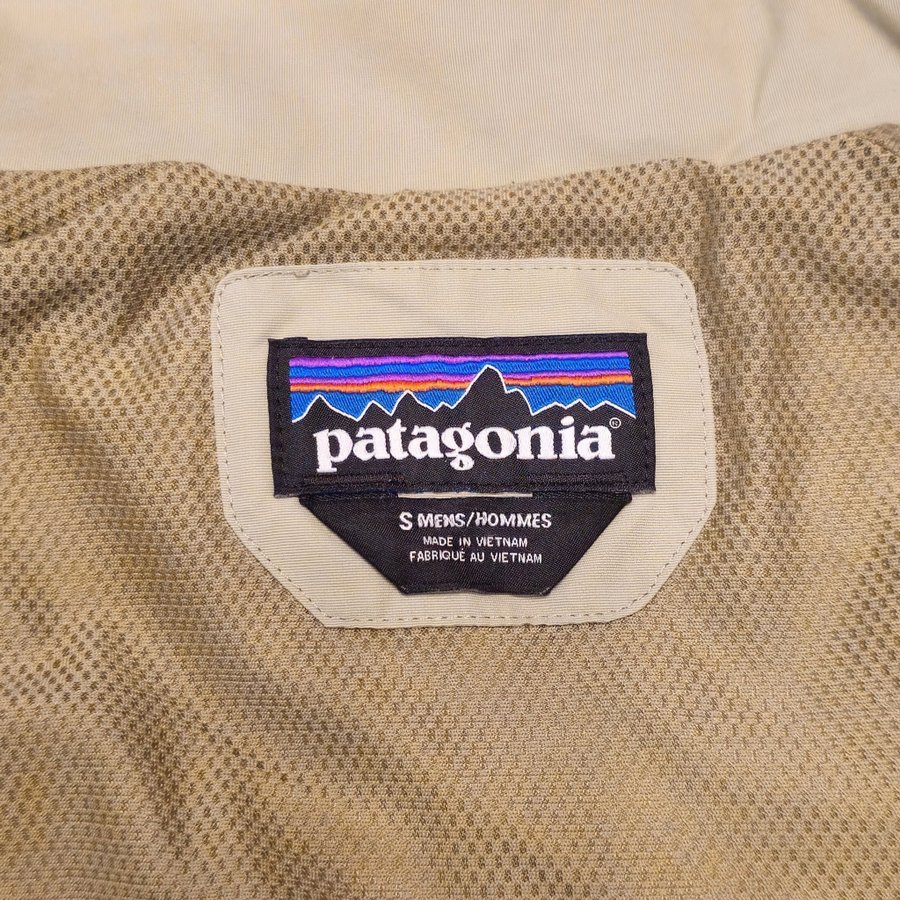 patagonia®
S MENS/HOMMES
MADE IN VIETNAM
FABRIQUÉ AU VIETNAM